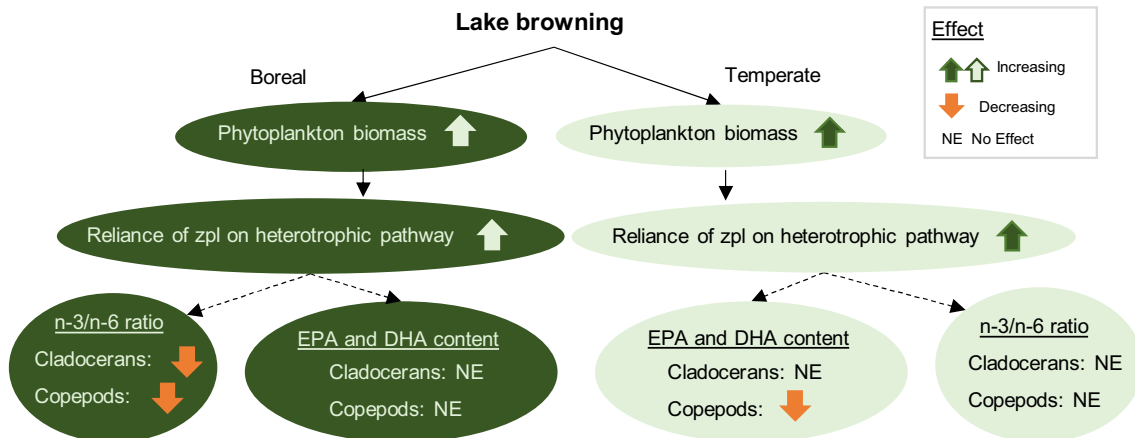 Lake browning
Boreal
Temperate
Effect
Increasing
Decreasing
NE No Effect
Phytoplankton biomass
Phytoplankton biomass
Reliance of zpl on heterotrophic pathway
Reliance of zpl on heterotrophic pathway
n-3/n-6 ratio
Cladocerans:
Copepods:
EPA and DHA content
Cladocerans: NE
Copepods: NE
EPA and DHA content
Cladocerans: NE
Copepods:
n-3/n-6 ratio
Cladocerans: NE
Copepods: NE